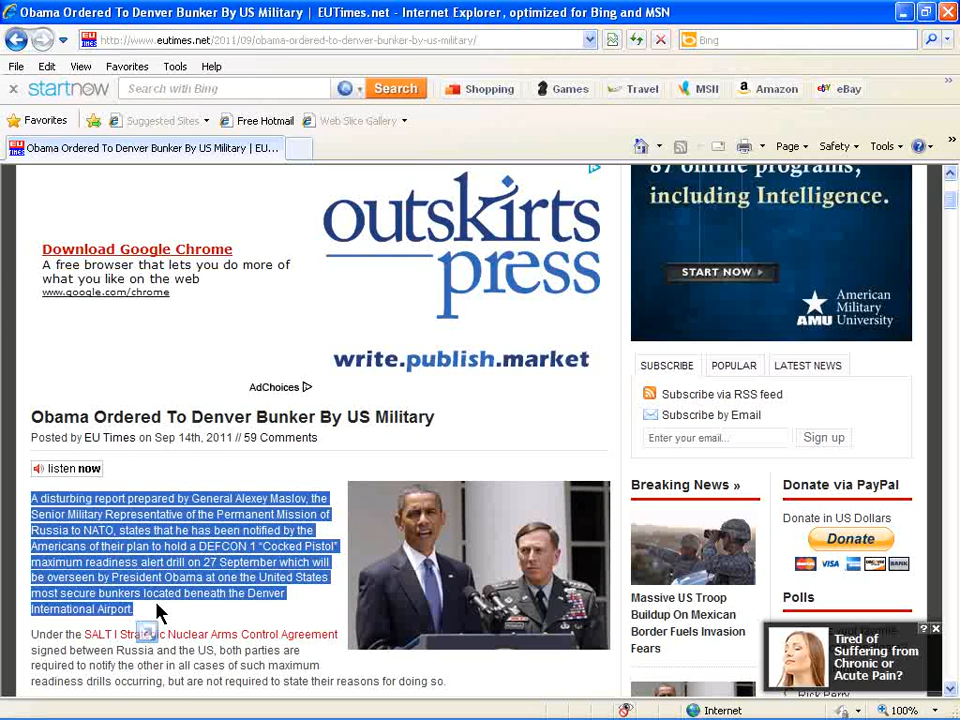 Obama Ordered To Denver Bunker By US Military | EUTimes.net - Internet Explorer, optimized for Bing and MSN
http://www.eutimes.net/2011/09/obama-ordered-to-denver-bunker-by-us-military/
Bing
File Edit View Favorites Tools Help
startnow Search with Bing Search Shopping Games Travel MSN Amazon eBay
Favorites Suggested Sites Free Hotmail Web Slice Gallery
EU TIMES Obama Ordered To Denver Bunker By US Military | EU...
Page Safety Tools
outskirts
press
write.publish.market
Download Google Chrome
A free browser that lets you do more of
what you like on the web
www.google.com/chrome
AdChoices
87 online programs,
including Intelligence.
START NOW
AMU
American
Military
University
Obama Ordered To Denver Bunker By US Military
Posted by EU Times on Sep 14th, 2011 // 59 Comments
listen now
A disturbing report prepared by General Alexey Maslov, the
Senior Military Representative of the Permanent Mission of
Russia to NATO, states that he has been notified by the
Americans of their plan to hold a DEFCON 1 “Cocked Pistol”
maximum readiness alert drill on 27 September which will
be overseen by President Obama at one the United States
most secure bunkers located beneath the Denver
International Airport.
Under the SALT I Strategic Nuclear Arms Control Agreement
signed between Russia and the US, both parties are
required to notify the other in all cases of such maximum
readiness drills occurring, but are not required to state their reasons for doing so.
SUBSCRIBE POPULAR LATEST NEWS
Subscribe via RSS feed
Subscribe by Email
Enter your email... Sign up
Breaking News »
Massive US Troop
Buildup On Mexican
Border Fuels Invasion
Fears
Donate via PayPal
Donate in US Dollars
Donate
VISA
Polls
Tired of
Suffering from
Chronic or
Acute Pain?
Rick Perry
Internet 100%